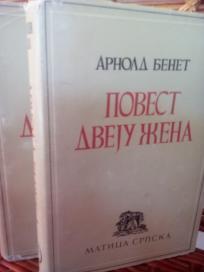 АРНОЛД БЕНЕТ
ПОВЕСТ
ДВЕЈУ ЖЕНА
МАТИЦА СРПСКА